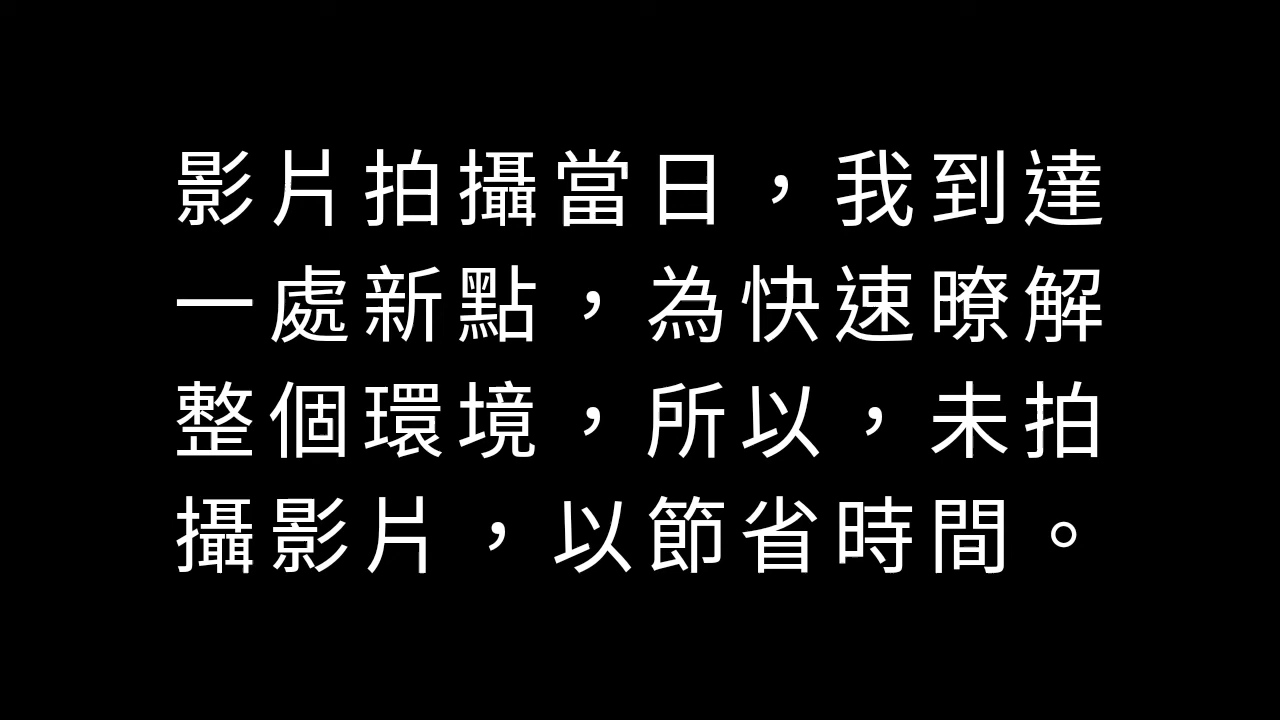 影片拍攝當日，我到達
一處新點，為快速暸解
整個環境，所以，未拍
攝影片，以節省時間。